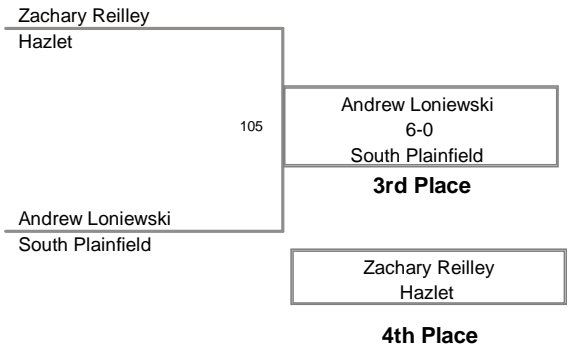 Zachary Reilley
Hazlet
105
Andrew Loniewski
6-0
South Plainfield
3rd Place
Andrew Loniewski
South Plainfield
Zachary Reilley
Hazlet
4th Place